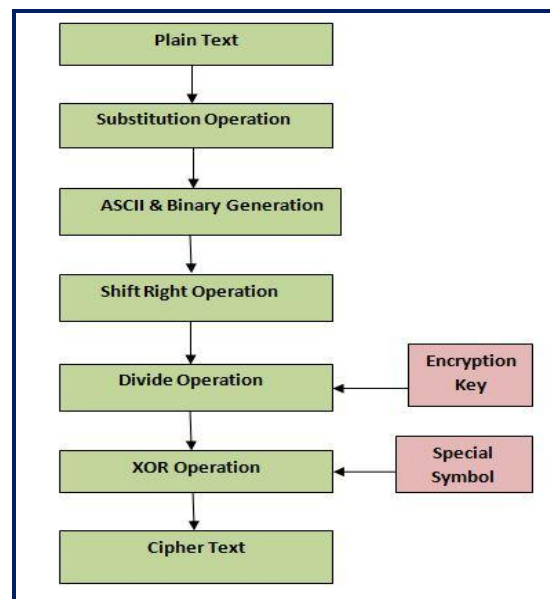 Plain Text
Substitution Operation
ASCII & Binary Generation
Shift Right Operation
Divide Operation
Encryption
Key
XOR Operation
Special
Symbol
Cipher Text